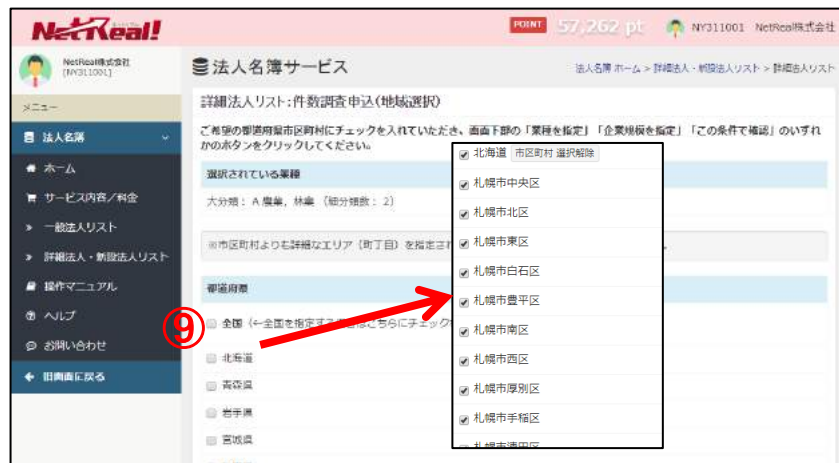 NetReal!
POINT 57,262 pt NY311001 NetReal株式会社
NetReal株式会社
[NY311001]
法人名簿サービス
法人名簿 ホーム > 詳細法人・新設法人リスト > 詳細法人リスト
メニュー
法人名簿
ホーム
サービス内容/料金
» 一般法人リスト
» 詳細法人・新設法人リスト
操作マニュアル
ヘルプ
お問い合わせ
旧画面に戻る
詳細法人リスト:件数調査申込(地域選択)
ご希望の都道府県市区町村にチェックを入れていただき、画面下部の「業種を指定」「企業規模を指定」「この条件で確認」のいずれ
かのボタンをクリックしてください。
選択されている業種
大分類: A 農業, 林業 (細分類数: 2)
※市区町村よりも詳細なエリア(町丁目)を指定され
都道府県
⑨
全国 (←全国を指定する場合はこちらにチェック
北海道
青森県
岩手県
宮城県
北海道 市区町村 選択解除
札幌市中央区
札幌市北区
札幌市東区
札幌市白石区
札幌市豊平区
札幌市南区
札幌市西区
札幌市厚別区
札幌市手稲区
札幌市清田区